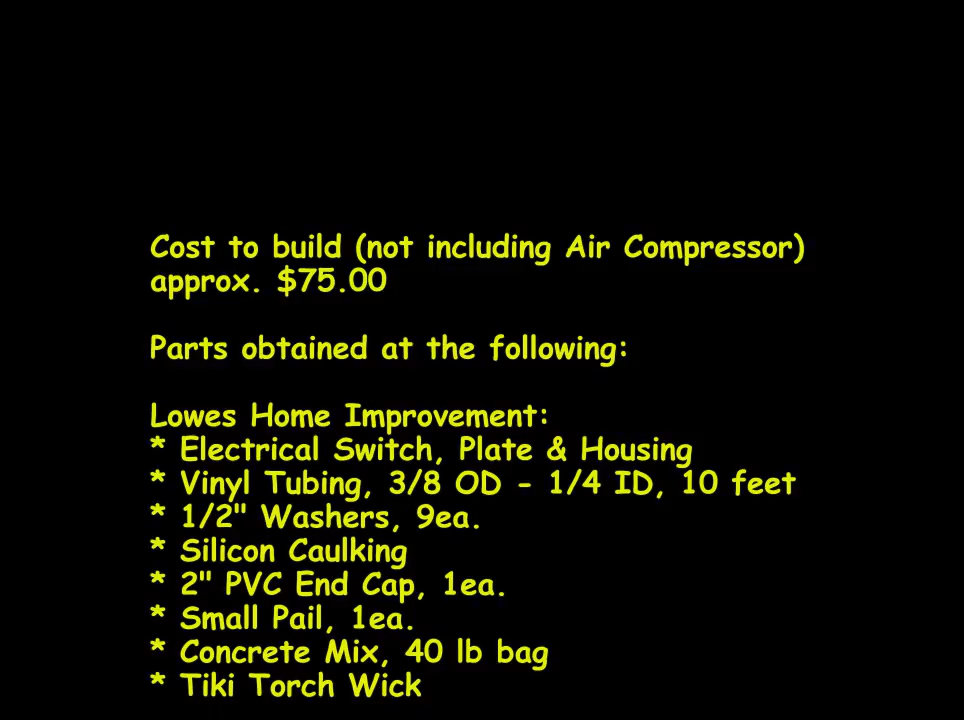 Cost to build (not including Air Compressor)
approx. $75.00
Parts obtained at the following:
Lowes Home Improvement:
* Electrical Switch, Plate & Housing
* Vinyl Tubing, 3/8 OD - 1/4 ID, 10 feet
* 1/2" Washers, 9ea.
* Silicon Caulking
* 2" PVC End Cap, 1ea.
* Small Pail, 1ea.
* Concrete Mix, 40 lb bag
* Tiki Torch Wick